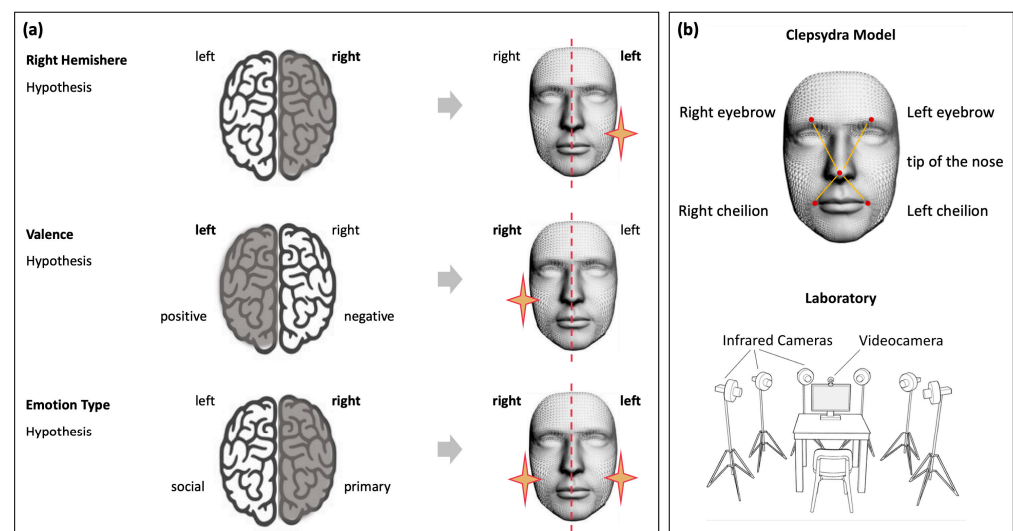 (a)
Right Hemishere
Hypothesis
left
right
right
left
Valence
Hypothesis
left
right
positive
negative
right
left
Emotion Type
Hypothesis
left
right
social
primary
right
left
(b)
Clepsydra Model
Right eyebrow
Left eyebrow
tip of the nose
Right cheilion
Left cheilion
Laboratory
Infrared Cameras
Videocamera